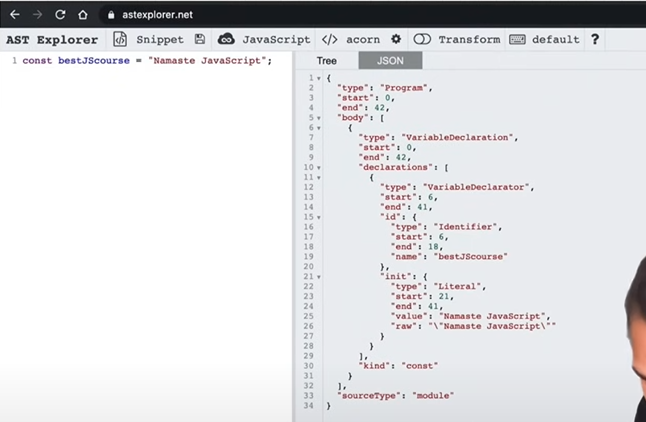 astexplorer.net
AST Explorer Snippet JavaScript </> acorn Transform default ?
1 const bestJScourse = "Namaste JavaScript";
Tree JSON
1 {
2 "type": "Program",
3 "start": 0,
4 "end": 42,
5 "body": [
6 {
7 "type": "VariableDeclaration",
8 "start": 0,
9 "end": 42,
10 "declarations": [
11 {
12 "type": "VariableDeclarator",
13 "start": 6,
14 "end": 41,
15 "id": {
16 "type": "Identifier",
17 "start": 6,
18 "end": 18,
19 "name": "bestJScourse"
20 },
21 "init": {
22 "type": "Literal",
23 "start": 21,
24 "end": 41,
25 "value": "Namaste JavaScript",
26 "raw": "\"Namaste JavaScript\""
27 }
28 }
29 ],
30 "kind": "const"
31 }
32 ],
33 "sourceType": "module"
34 }